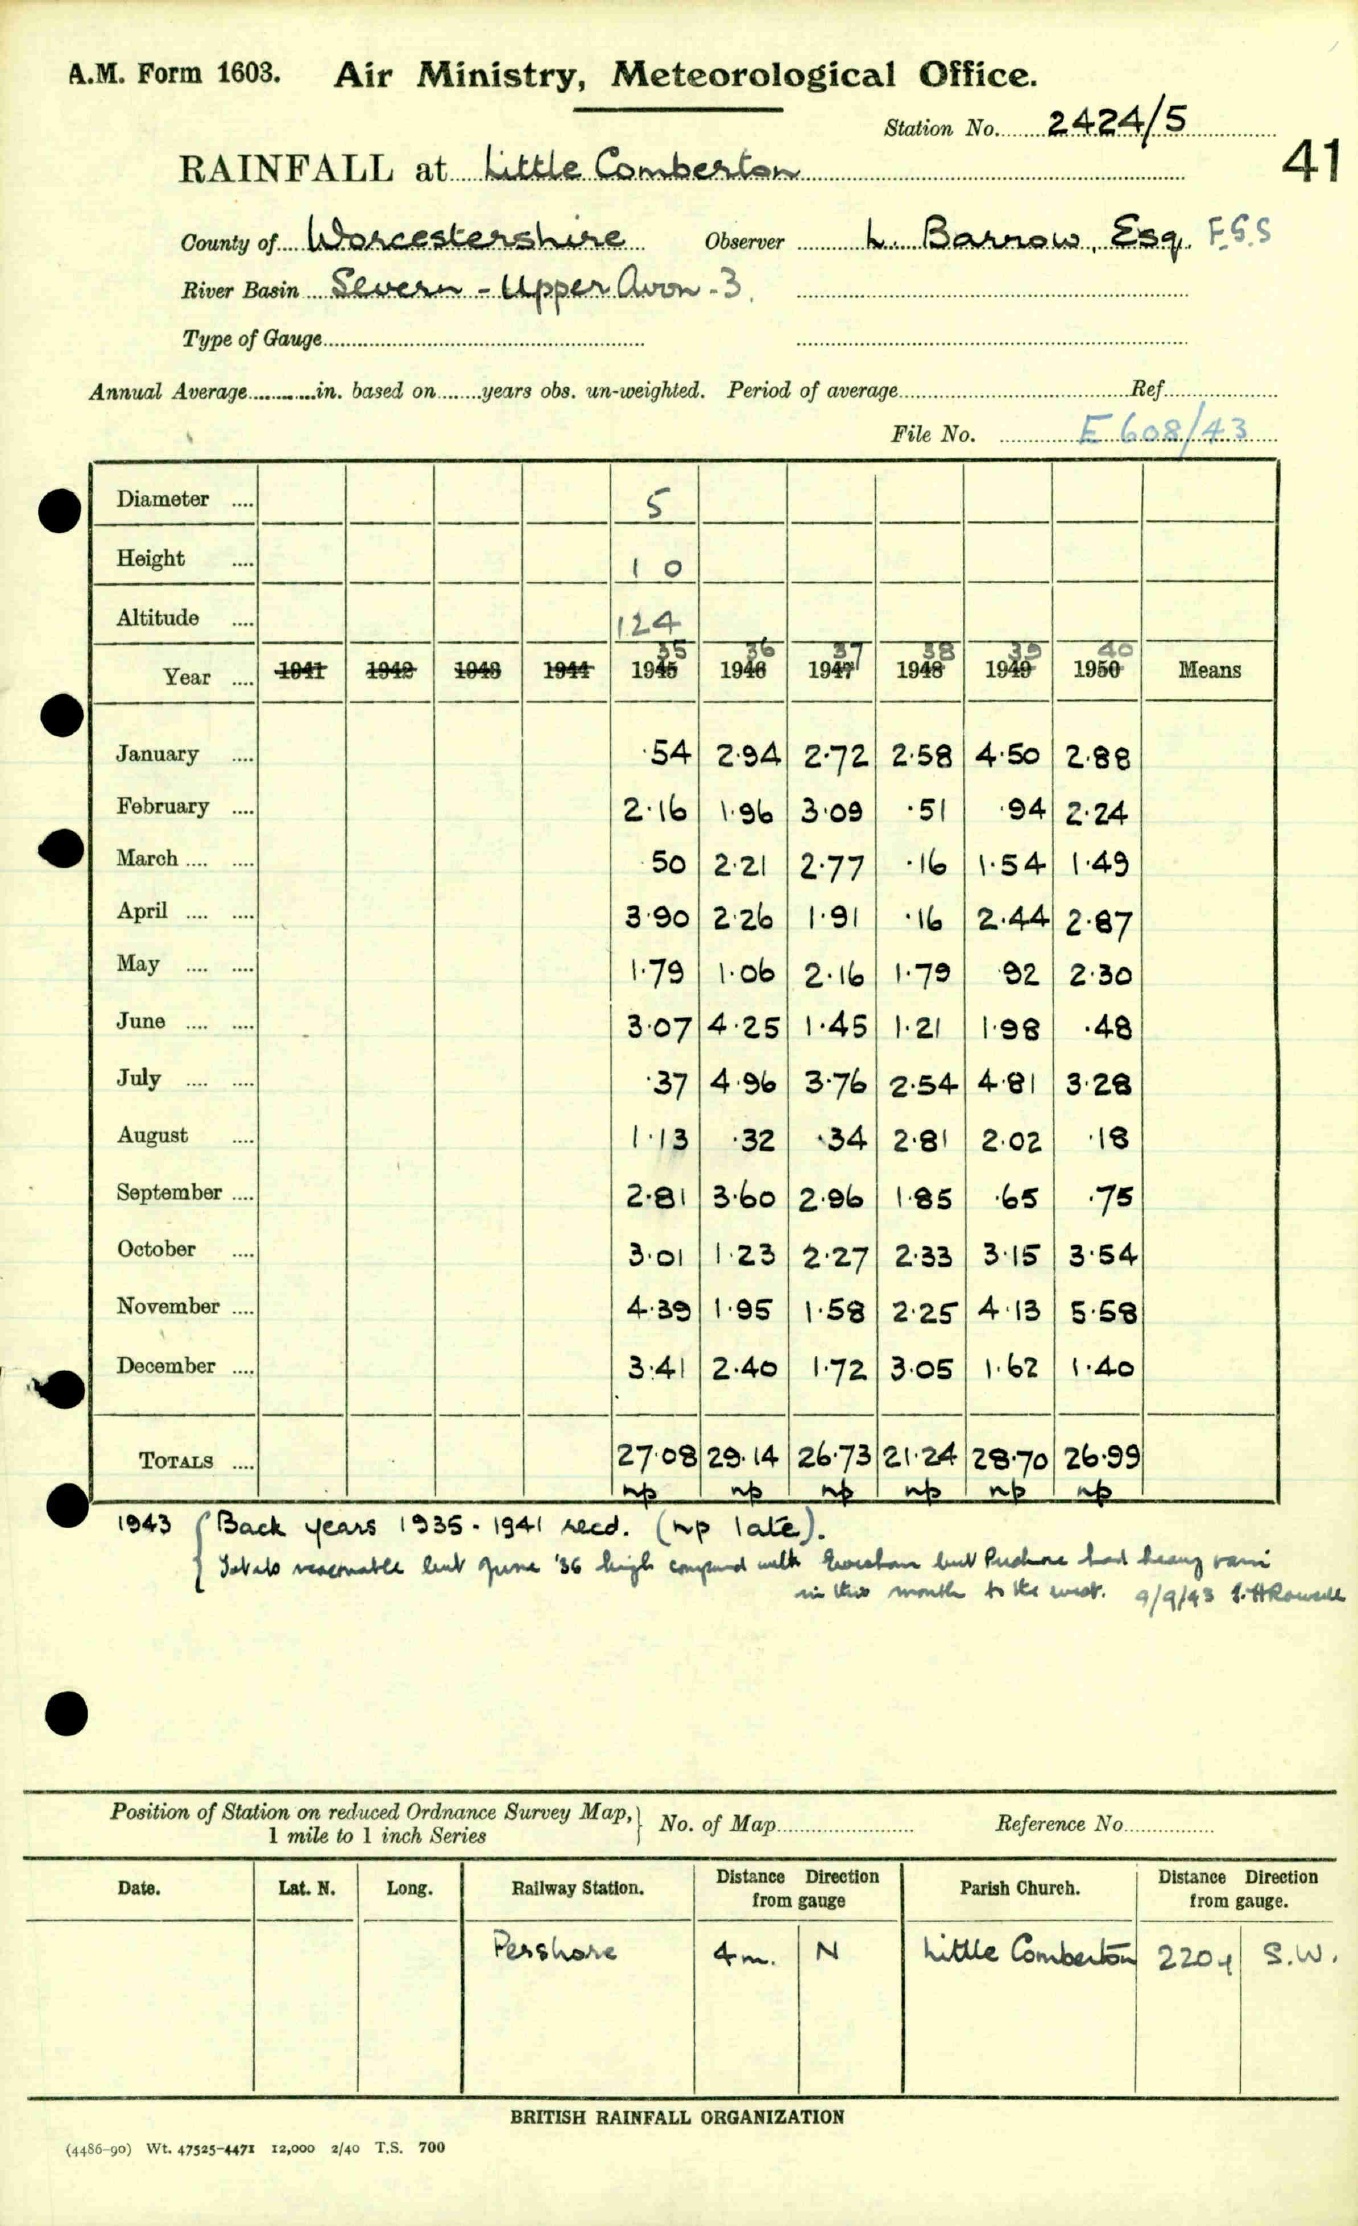 A.M. Form 1603. Air Ministry, Meteorological Office.
Station No. 2424/5
41
RAINFALL at Little Comberton
County of Worcestershire Observer L. Barrow, Esq. F.G.S
River Basin Severn - Upper Avon - 3.
Type of Gauge
Annual Average in. based on years obs. un-weighted. Period of average Ref
File No. E 608/43
Diameter .... 5
Height .... 1 0
Altitude .... 124
35 36 37 38 39 40
Year .... 1941 1942 1943 1944 1945 1946 1947 1948 1949 1950 Means
January .... ·54 2·94 2·72 2·58 4·50 2·88
February .... 2·16 1·96 3·09 ·51 ·94 2·24
March .... .... ·50 2·21 2·77 ·16 1·54 1·49
April .... .... 3·90 2·26 1·91 ·16 2·44 2·87
May .... .... 1·79 1·06 2·16 1·79 ·92 2·30
June .... .... 3·07 4·25 1·45 1·21 1·98 ·48
July .... .... ·37 4·96 3·76 2·54 4·81 3·28
August .... 1·13 ·32 ·34 2·81 2·02 ·18
September .... 2·81 3·60 2·96 1·85 ·65 ·75
October .... 3·01 1·23 2·27 2·33 3·15 3·54
November .... 4·39 1·95 1·58 2·25 4·13 5·58
December .... 3·41 2·40 1·72 3·05 1·62 1·40
TOTALS .... 27·08 29·14 26·73 21·24 28·70 26·99
np np np np np np
1943 { Back years 1935 - 1941 recd. (np late).
Totals reasonable but June '36 high compared with Evesham but Pershore had heavy rain
in this month to the west. 9/9/43
Position of Station on reduced Ordnance Survey Map, } No. of Map Reference No
1 mile to 1 inch Series
Date. Lat. N. Long. Railway Station. Distance Direction from gauge Parish Church. Distance Direction from gauge.
Pershore 4 m. N Little Comberton 220 y S.W.
BRITISH RAINFALL ORGANIZATION
(4486-90) Wt. 47525-4471 12,000 2/40 T.S. 700